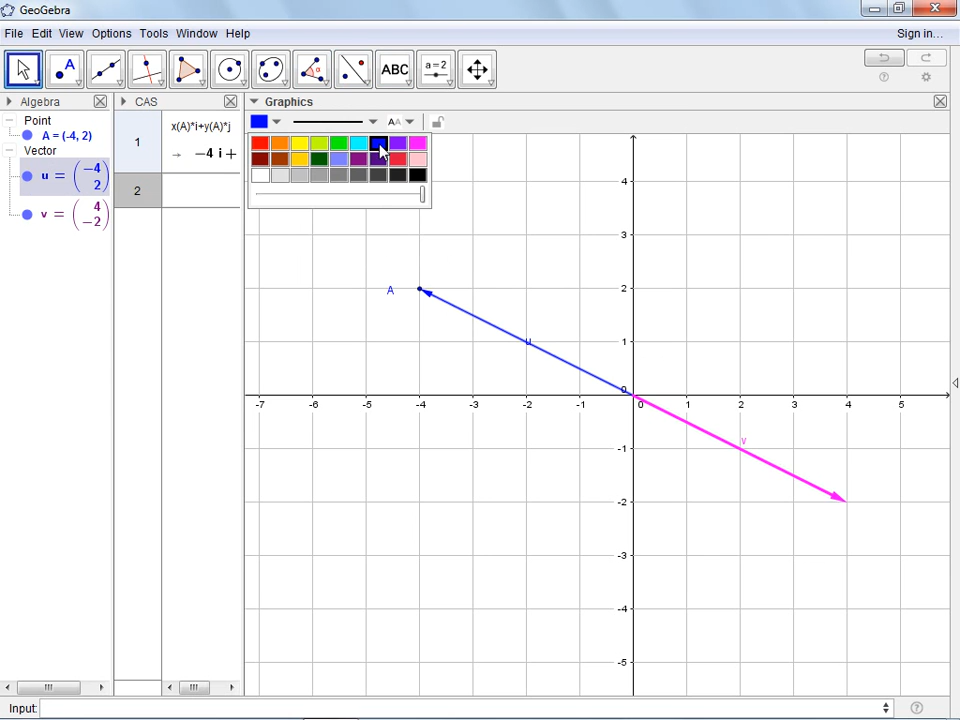 GeoGebra
File Edit View Options Tools Window Help Sign in...
A ABC a = 2
Algebra CAS Graphics
Point
A = (-4, 2)
Vector
u = (−4
2)
v = (4
−2)
1 x(A)*i+y(A)*j
→ −4 i +
2
AA
4
3
2
1
0
-1
-2
-3
-4
-5
-7 -6 -5 -4 -3 -2 -1 0 1 2 3 4 5
A
u
v
Input: